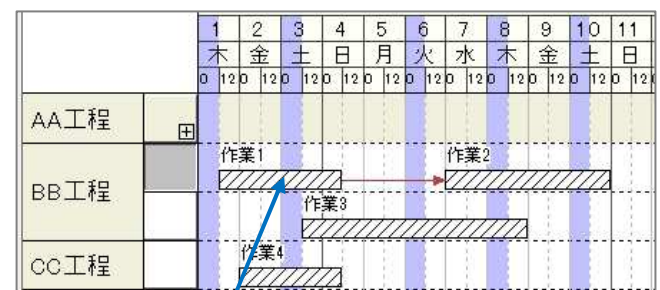 1 2 3 4 5 6 7 8 9 10 11
木 金 土 日 月 火 水 木 金 土 日
0 12 0 12 0 12 0 12 0 12 0 12 0 12 0 12 0 12 0 12 0 12
AA工程
作業1 作業2
BB工程
作業3
作業4
CC工程